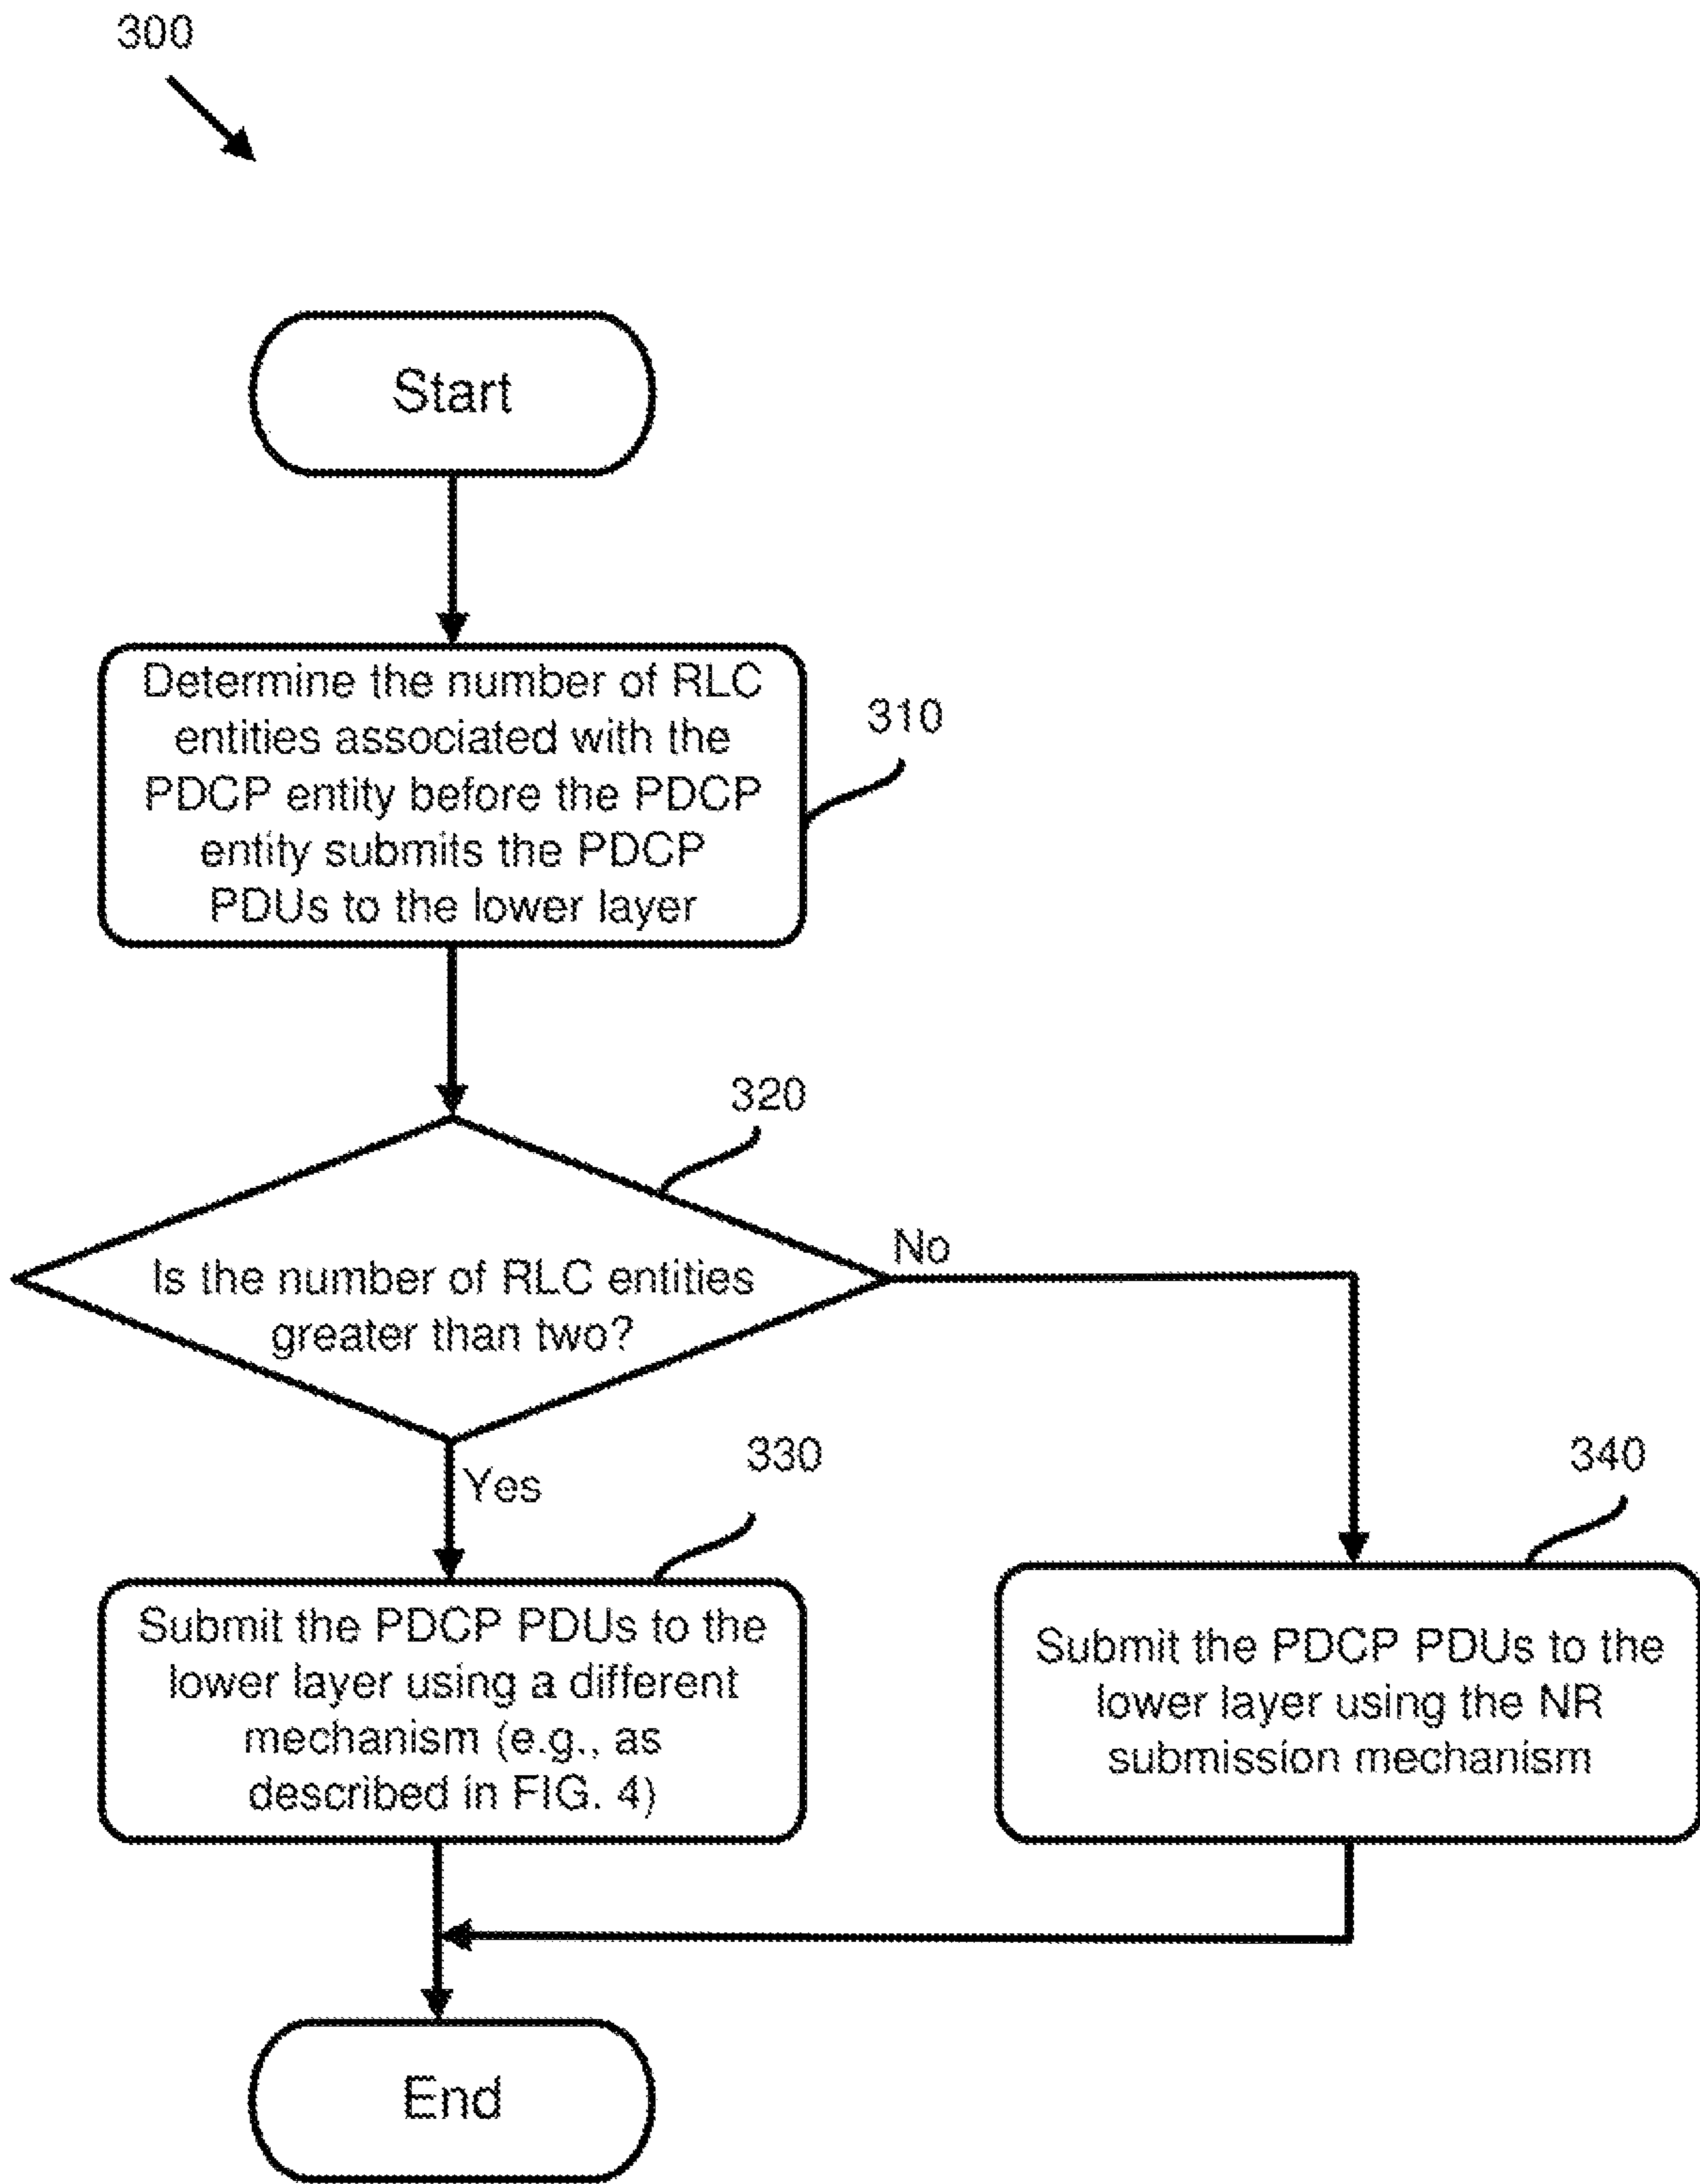 300
Start
Determine the number of RLC
entities associated with the
PDCP entity before the PDCP
entity submits the PDCP
PDUs to the lower layer
310
320
Is the number of RLC entities
greater than two?
No
Yes
330
340
Submit the PDCP PDUs to the
lower layer using a different
mechanism (e.g., as
described in FIG. 4)
Submit the PDCP PDUs to the
lower layer using the NR
submission mechanism
End